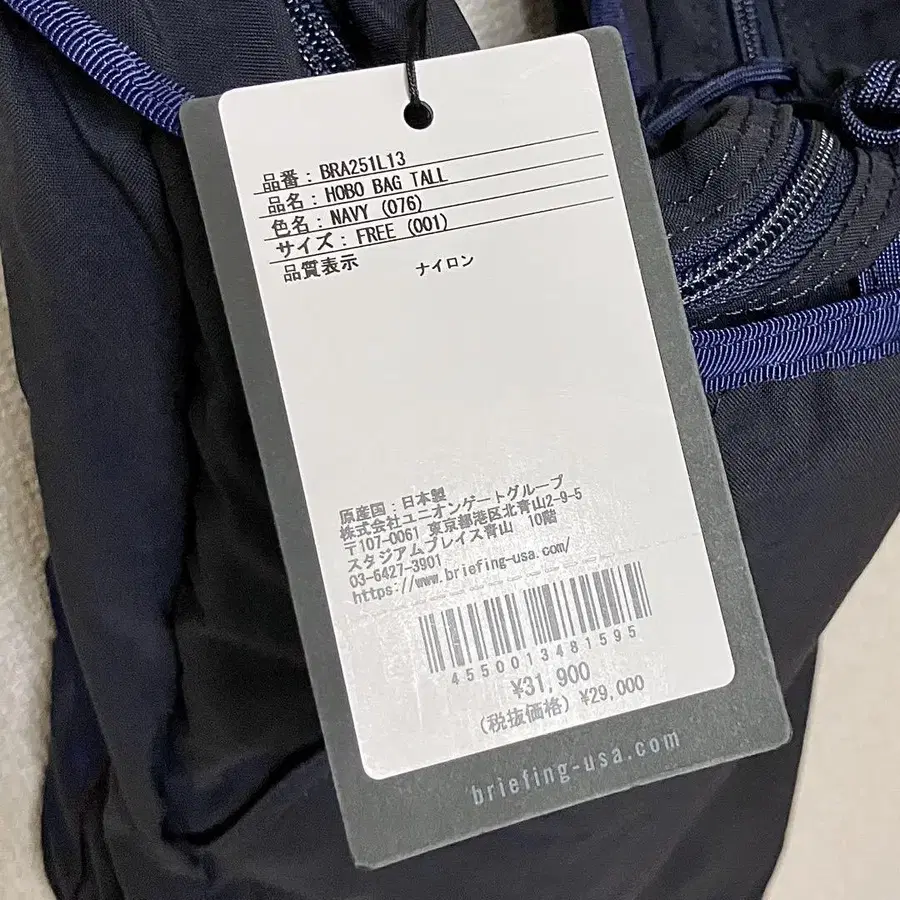 品番：BRA251L13
品名：HOBO BAG TALL
色名：NAVY (076)
サイズ：FREE (001)
品質表示 ナイロン
原産国：日本製
株式会社ユニオンゲートグループ
〒107-0061 東京都港区北青山2-9-5
スタジアムプレイス青山 10階
03-6427-3901
https://www.briefing-usa.com/
4550013481595
¥31,900
(税抜価格) ¥29,000
briefing-usa.com